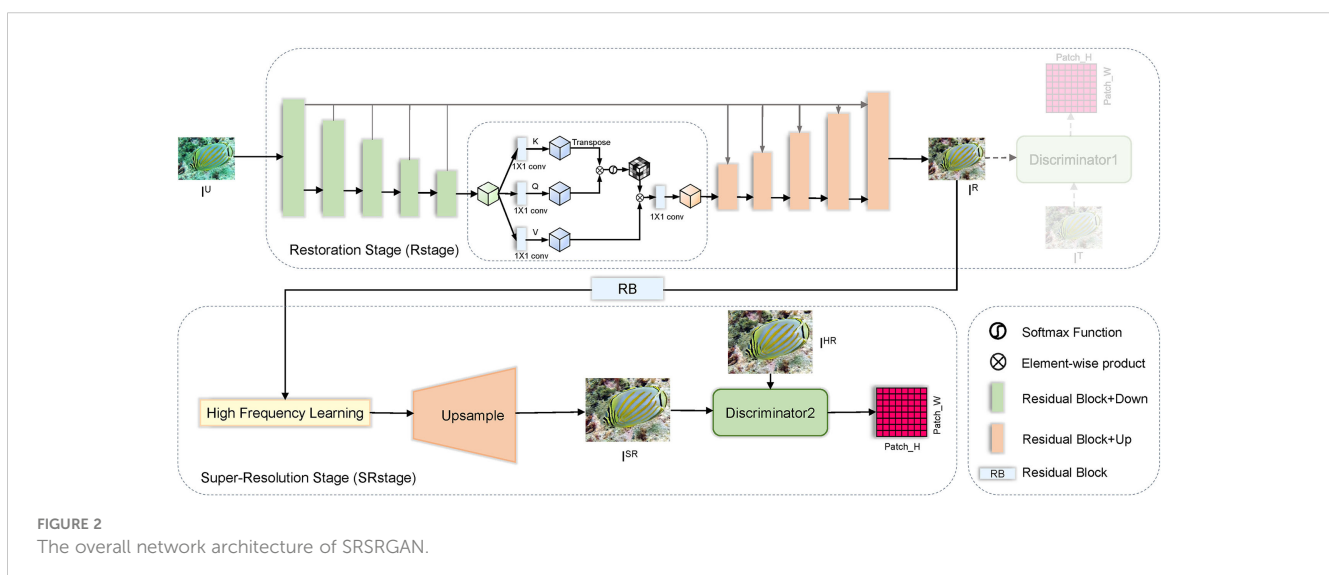 Patch_H
Patch_W
K
Transpose
1X1 conv
Q
1X1 conv
1X1 conv
V
1X1 conv
I^U
I^R
Discriminator1
I^T
Restoration Stage (Rstage)
RB
I^HR
High Frequency Learning
Upsample
I^SR
Discriminator2
Patch_W
Patch_H
Super-Resolution Stage (SRstage)
Softmax Function
Element-wise product
Residual Block+Down
Residual Block+Up
RB Residual Block
FIGURE 2
The overall network architecture of SRSRGAN.